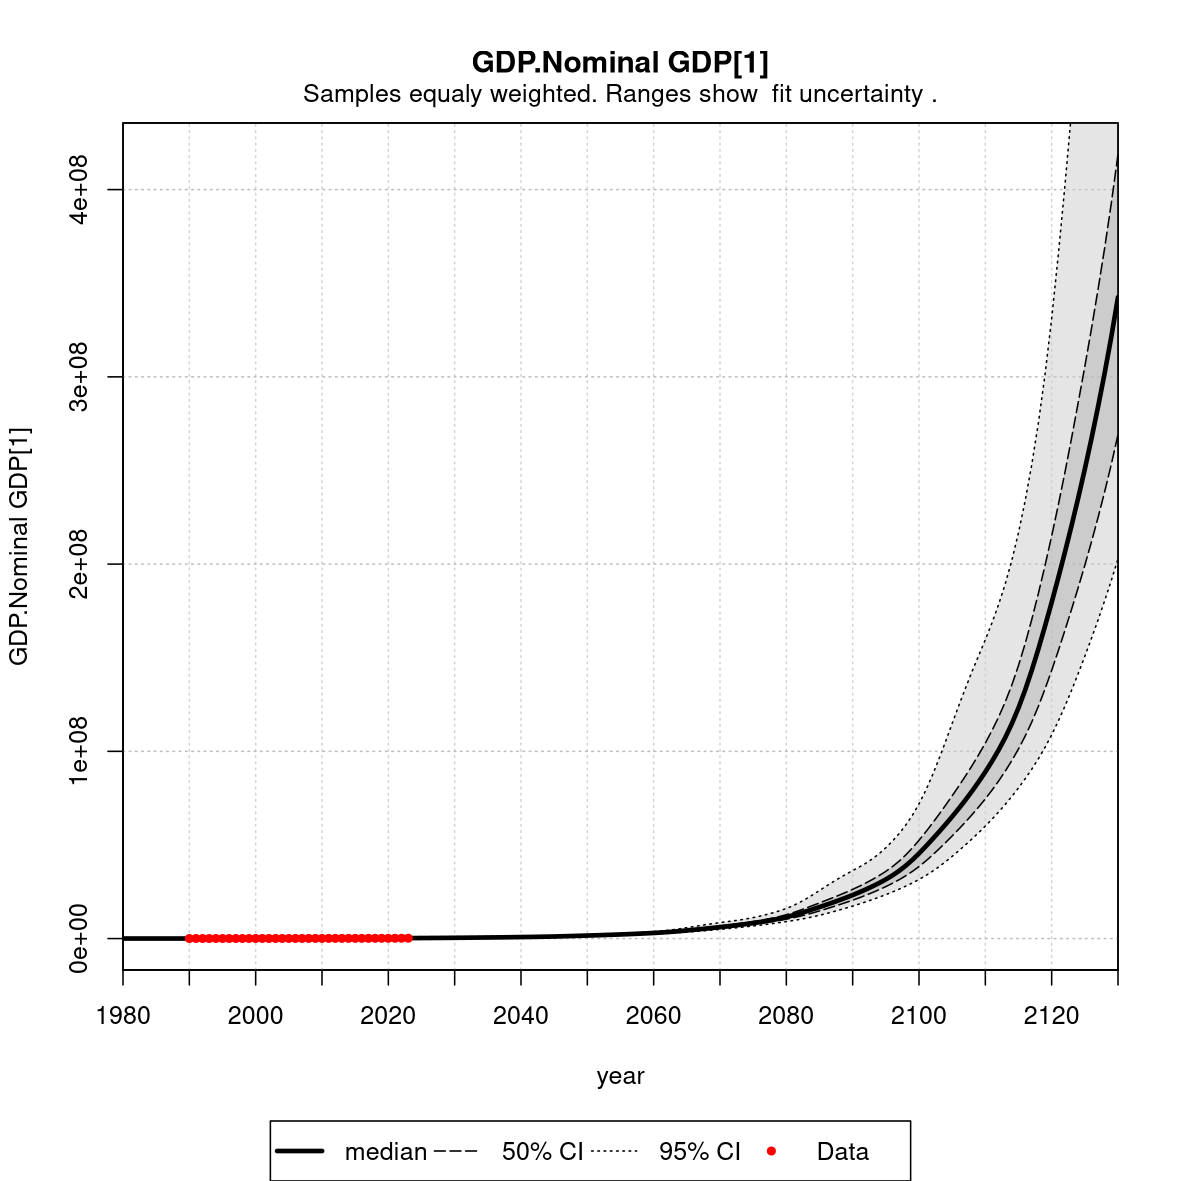 GDP.Nominal GDP[1]
Samples equaly weighted. Ranges show  fit uncertainty .
GDP.Nominal GDP[1]
4e+08
3e+08
2e+08
1e+08
0e+00
1980 2000 2020 2040 2060 2080 2100 2120
year
median 50% CI 95% CI Data